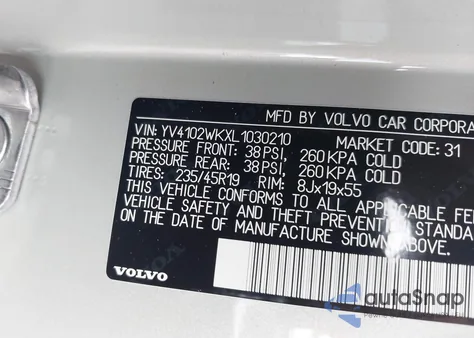 MFD BY VOLVO CAR CORPORA
VIN: YV4102WKXL1030210 MARKET CODE: 31
PRESSURE FRONT: 38 PSI, 260 KPA COLD
PRESSURE REAR: 38 PSI, 260 KPA COLD
TIRES: 235/45R19 RIM: 8Jx19x55
THIS VEHICLE CONFORMS TO ALL APPLICABLE FE
VEHICLE SAFETY AND THEFT PREVENTION STANDA
ON THE DATE OF MANUFACTURE SHOWN ABOVE.
VOLVO
autoSnap